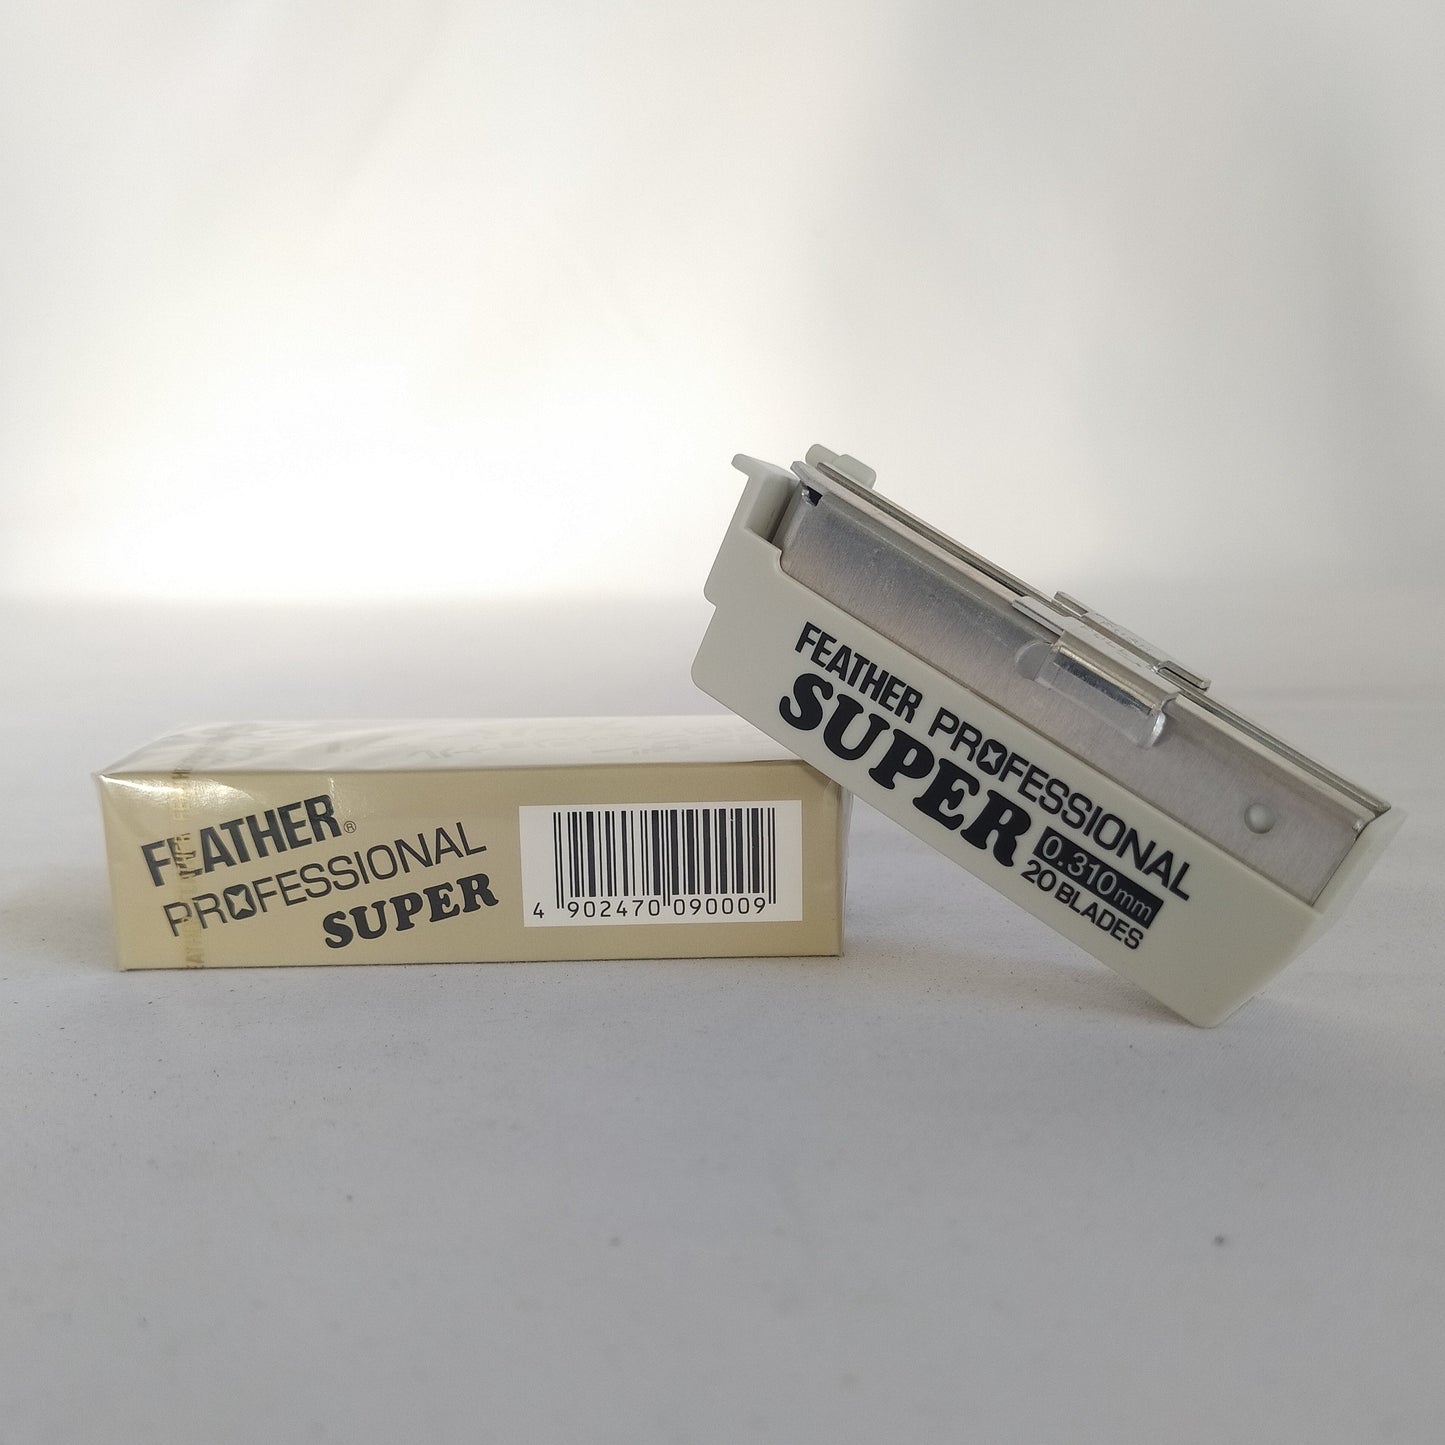 FEATHER®
PROFESSIONAL
SUPER
4 902470 090009
FEATHER PROFESSIONAL
SUPER
0.310mm
20 BLADES